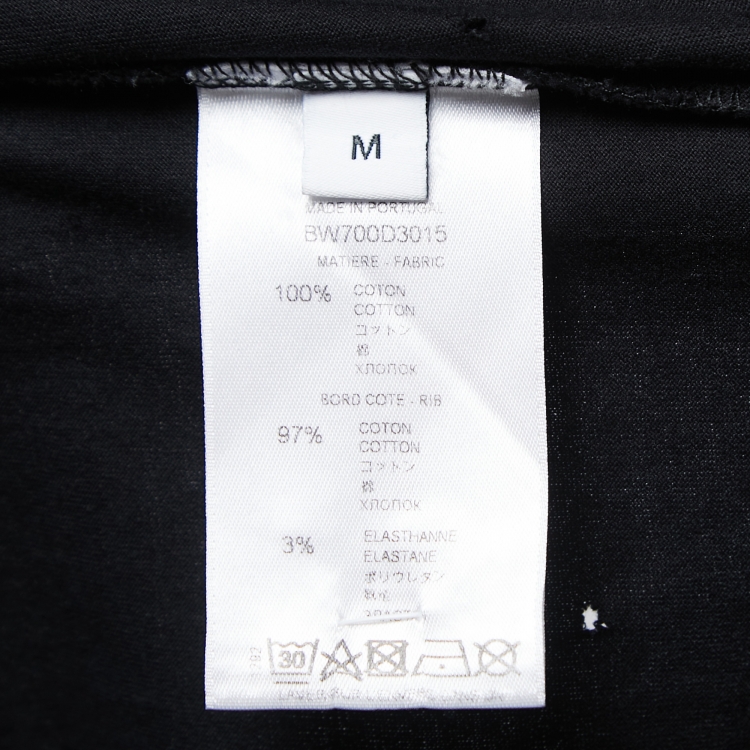 M
MADE IN PORTUGAL
BW700D3015
MATIERE - FABRIC
100% COTON
COTTON
コットン
棉
ХЛОПОК
BORD COTE - RIB
97% COTON
COTTON
コットン
棉
ХЛОПОК
3% ELASTHANNE
ELASTANE
ポリウレタン
30